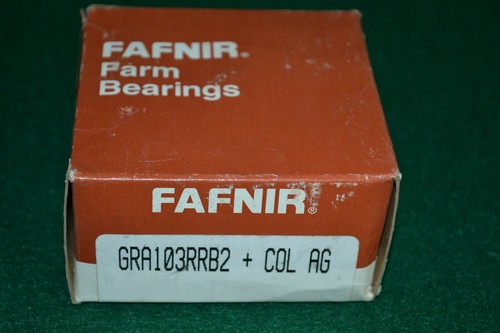 FAFNIR®
Farm
Bearings
FAFNIR®
GRA103RRB2 + COL AG